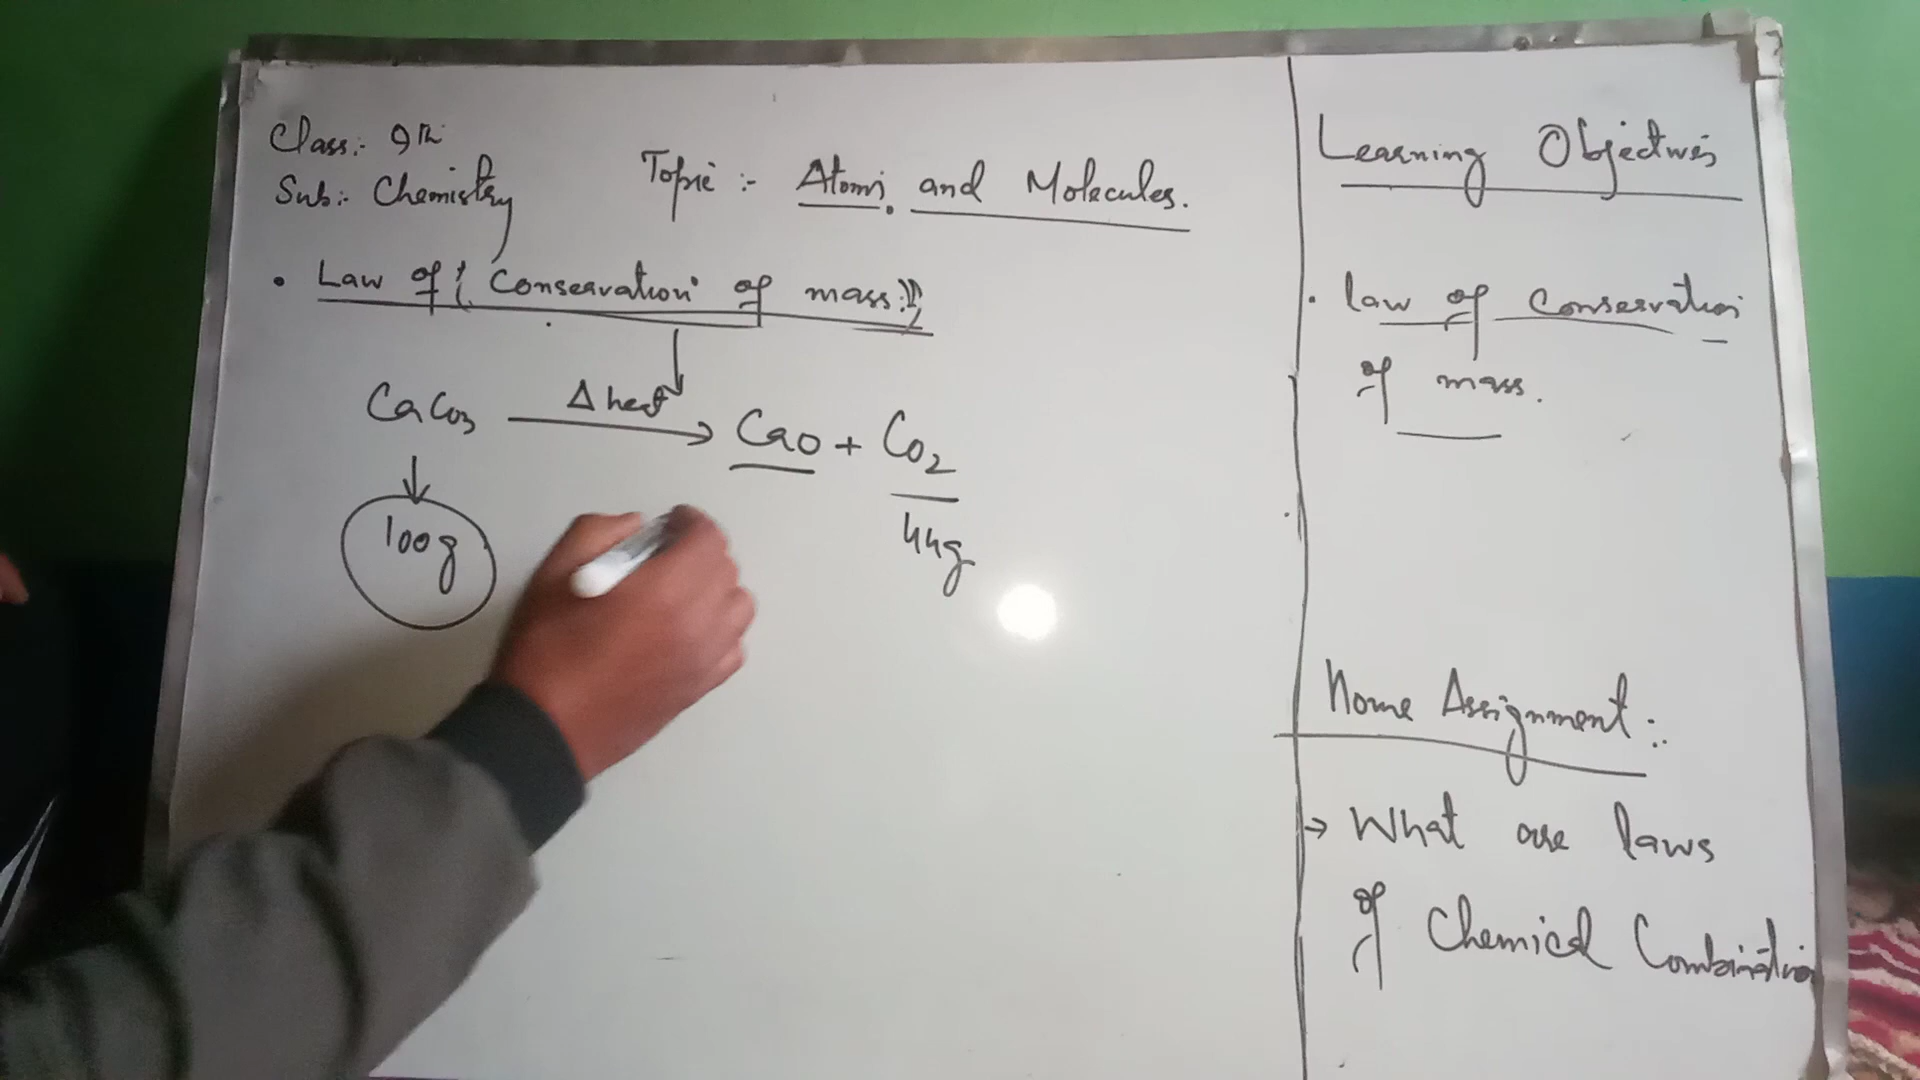 Class:- 9th
Sub:- Chemistry
Topic :- Atoms and Molecules.
• Law of (Conservation of mass:))
CaCO3 Δ heat → CaO + CO2
100g
44g
Learning Objectives
• law of Conservation
of mass.
Home Assignment :-
→ What are laws
of Chemical Combination